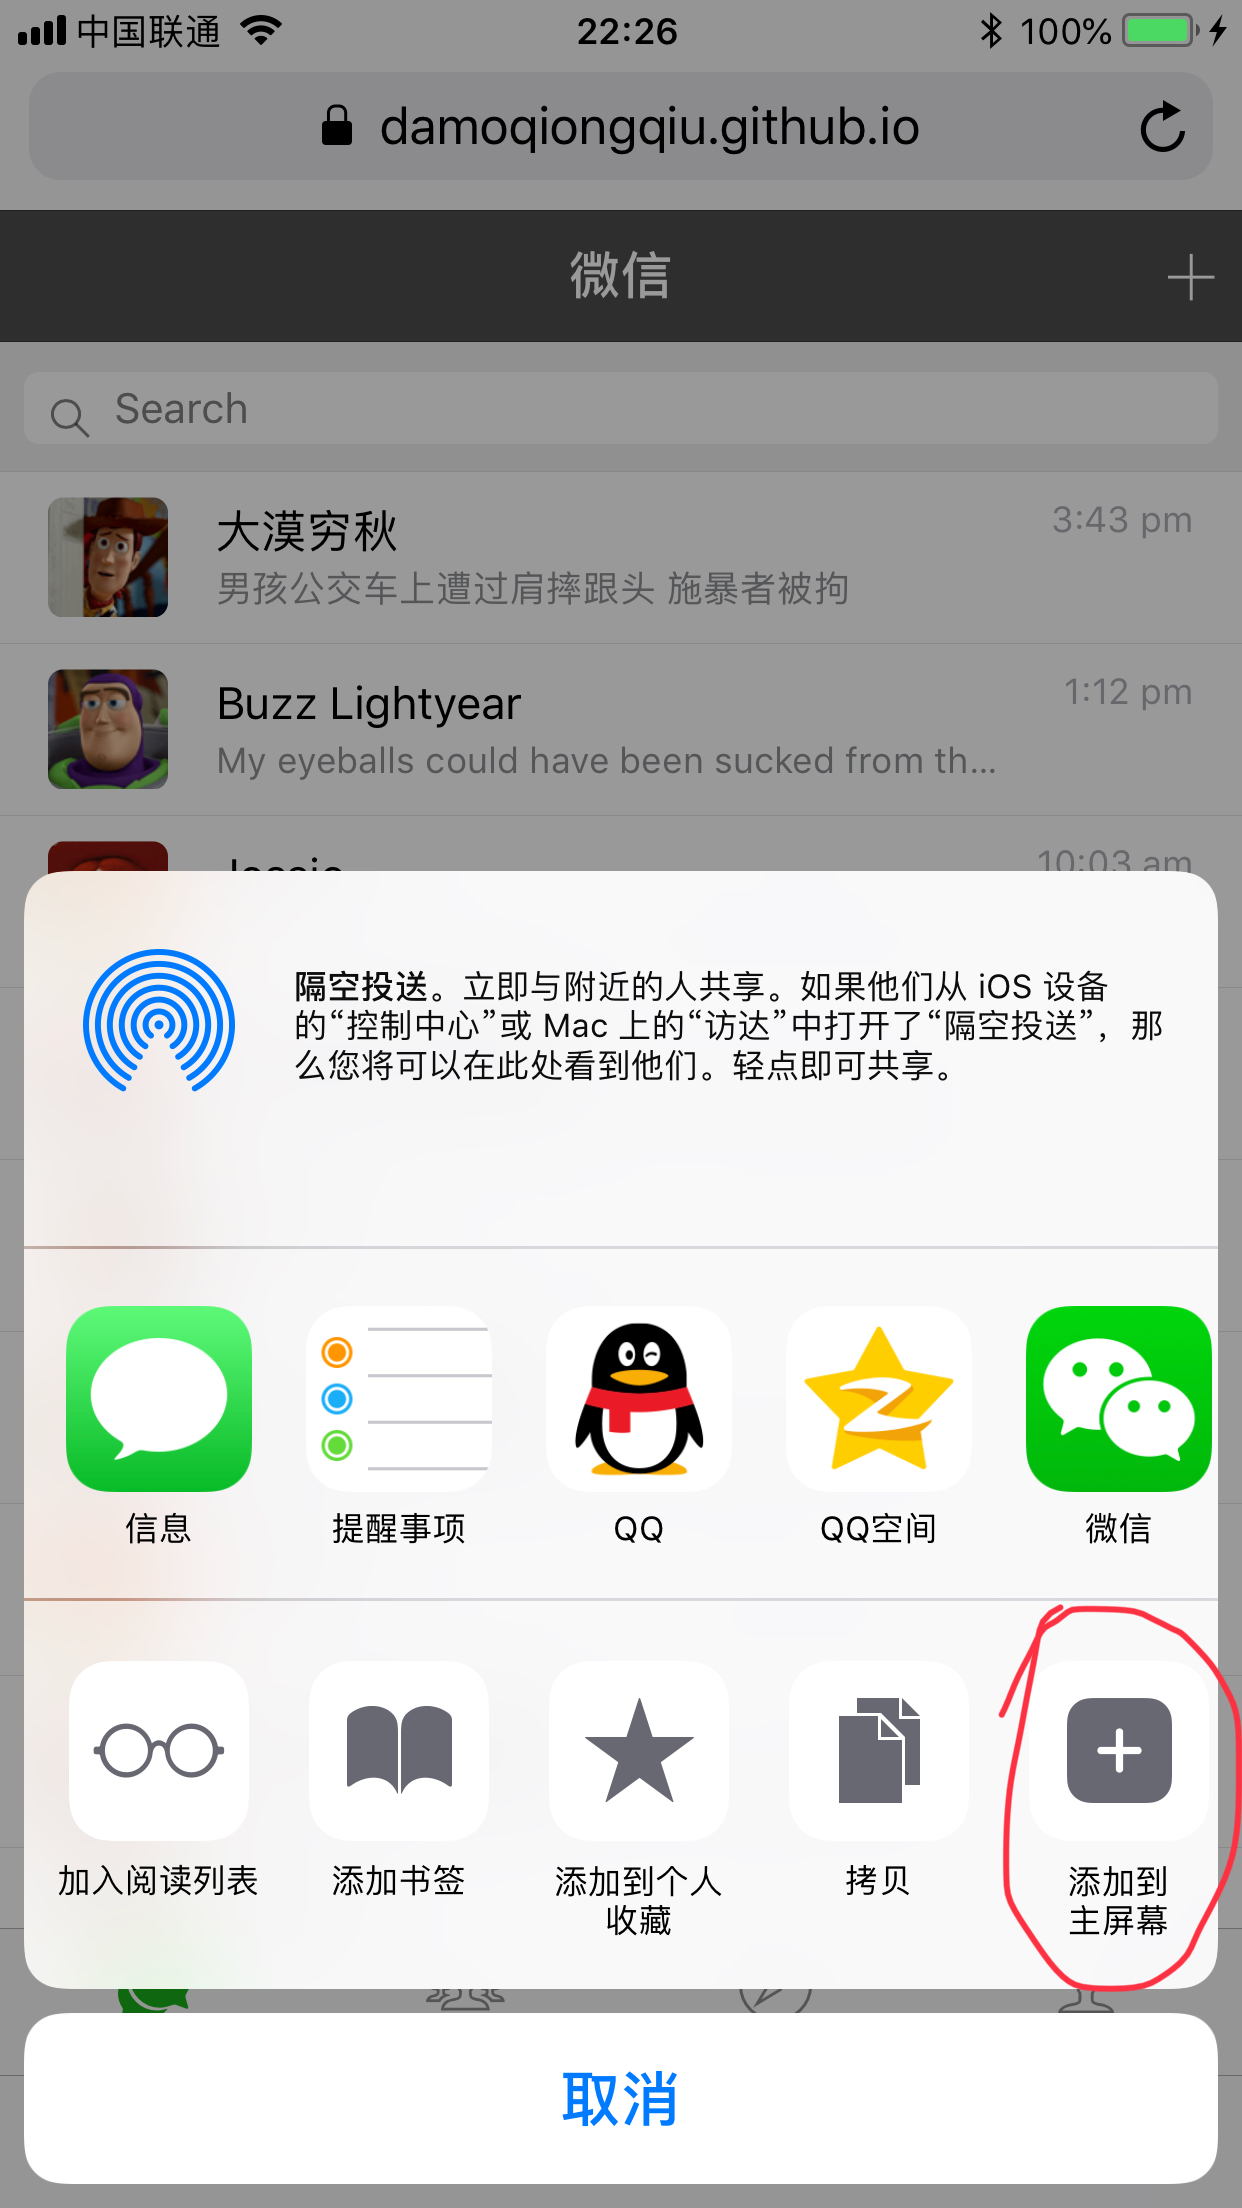 中国联通
22:26
100%
damoqiongqiu.github.io
微信
Search
大漠穷秋
3:43 pm
男孩公交车上遭过肩摔跟头 施暴者被拘
Buzz Lightyear
1:12 pm
My eyeballs could have been sucked from th...
Jessie
10:03 am
隔空投送。立即与附近的人共享。如果他们从 iOS 设备
的“控制中心”或 Mac 上的“访达”中打开了“隔空投送”，那
么您将可以在此处看到他们。轻点即可共享。
信息
提醒事项
QQ
QQ空间
微信
加入阅读列表
添加书签
添加到个人
收藏
拷贝
添加到
主屏幕
取消